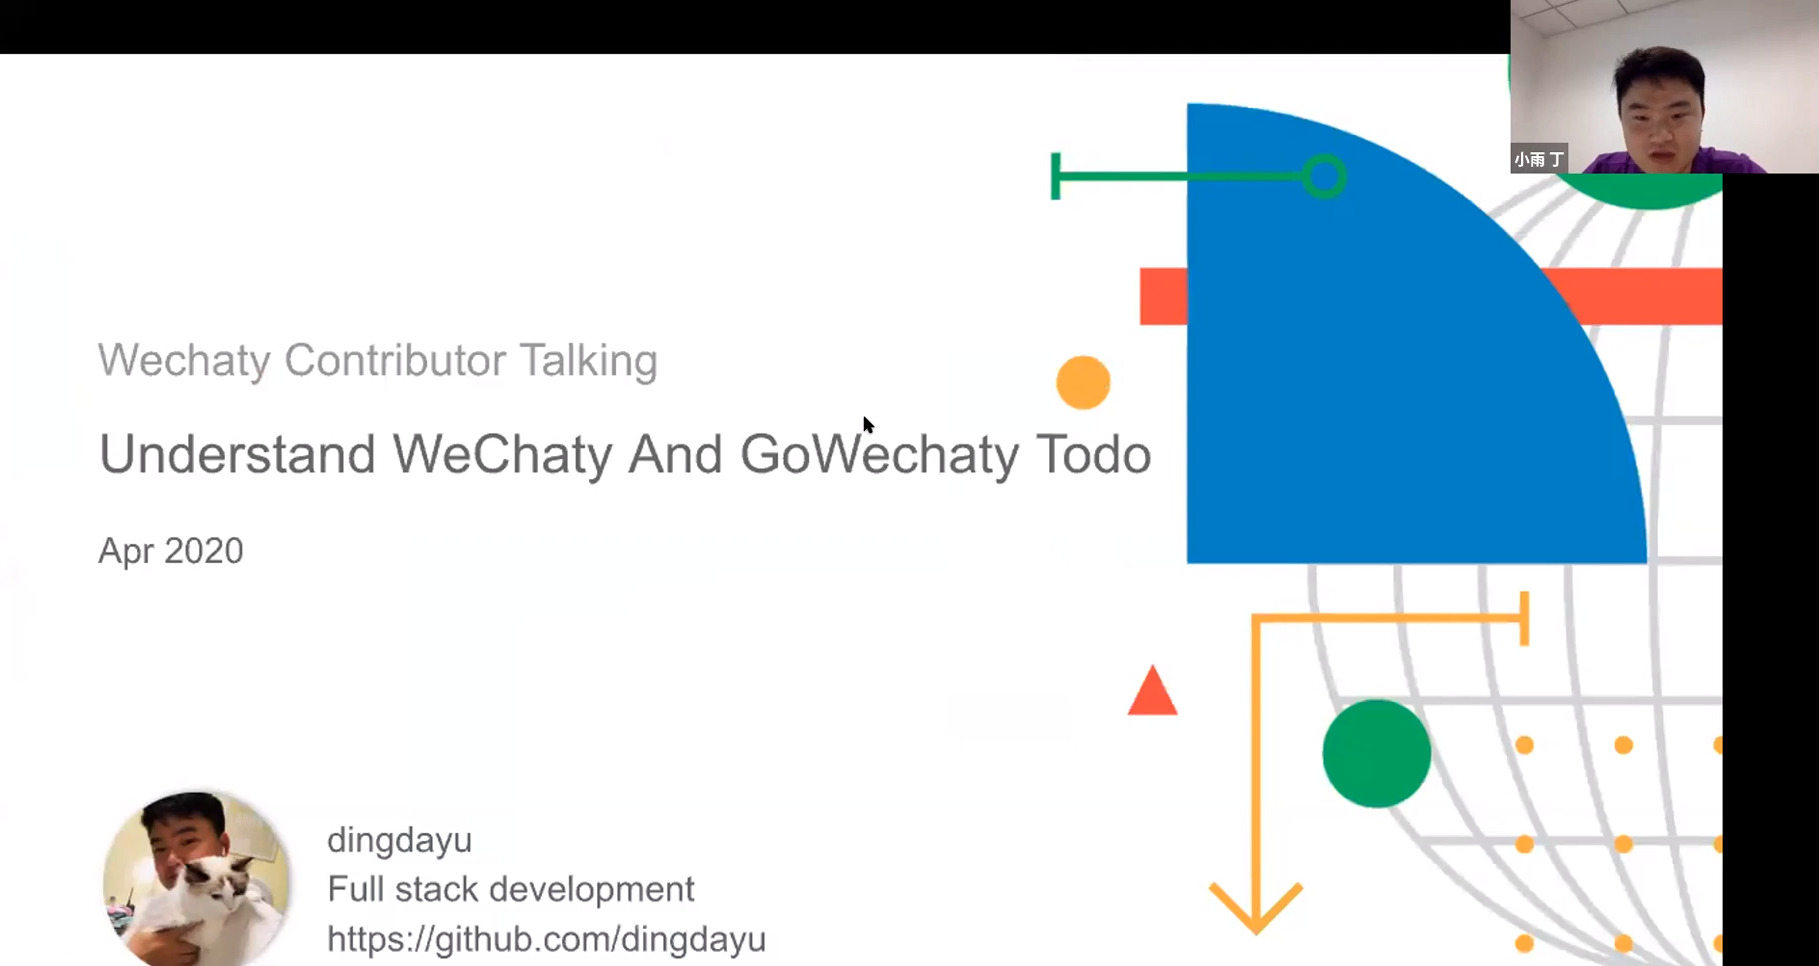 小雨 丁
Wechaty Contributor Talking
Understand WeChaty And GoWechaty Todo
Apr 2020
dingdayu
Full stack development
https://github.com/dingdayu